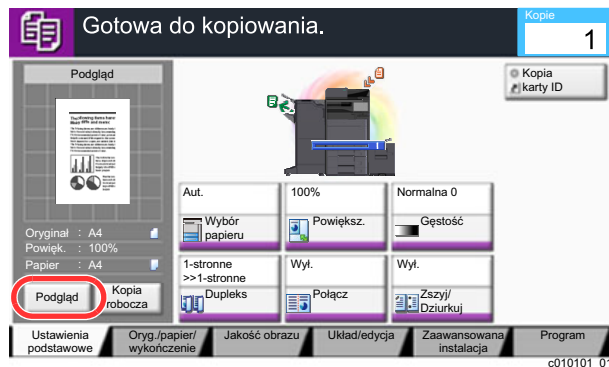 Gotowa do kopiowania.
Kopie
1
Podgląd
Kopia
karty ID
Oryginał : A4
Powięk. : 100%
Papier : A4
Podgląd
Kopia
robocza
Aut.
Wybór
papieru
100%
Powiększ.
Normalna 0
Gęstość
1-stronne
>>1-stronne
Dupleks
Wył.
Połącz
Wył.
Zszyj/
Dziurkuj
Ustawienia
podstawowe
Oryg./papier/
wykończenie
Jakość obrazu
Układ/edycja
Zaawansowana
instalacja
Program
c010101_01